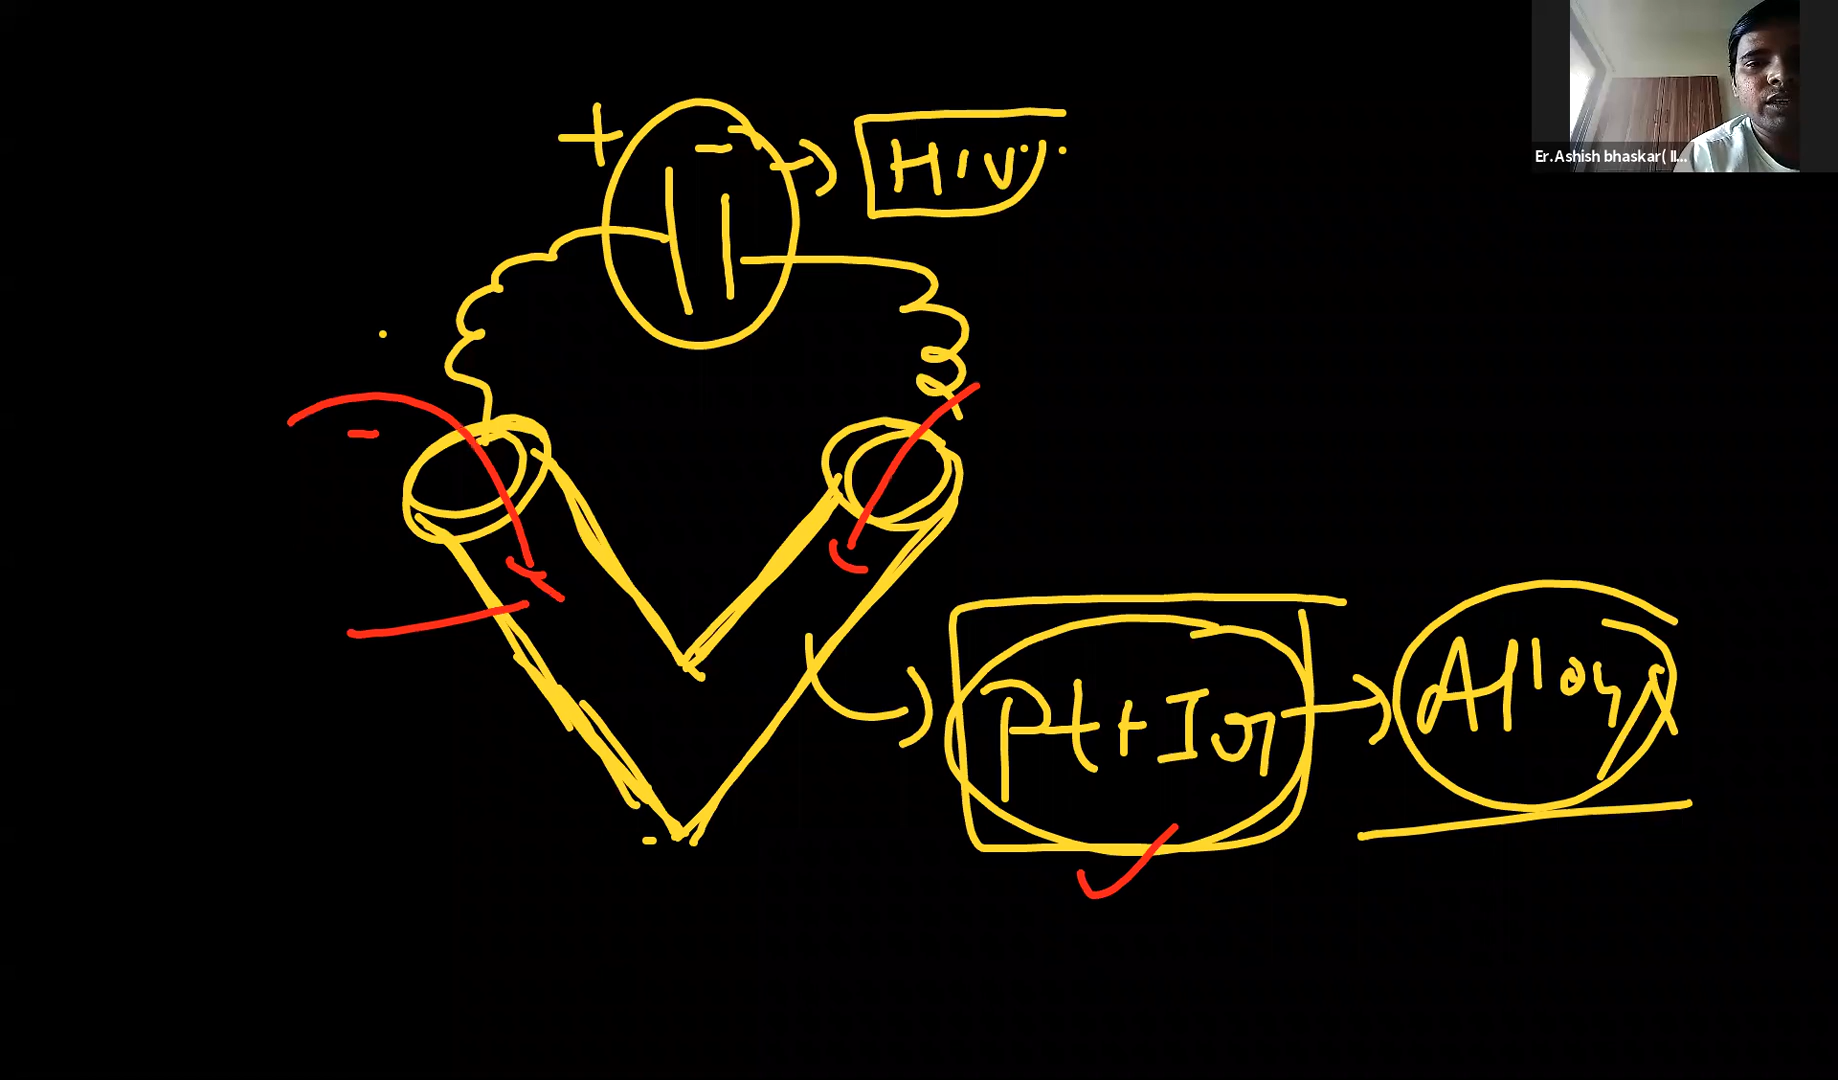 Er.Ashish bhaskar( II...
+
-
H.V.
-
Pt + Ir
Alloy